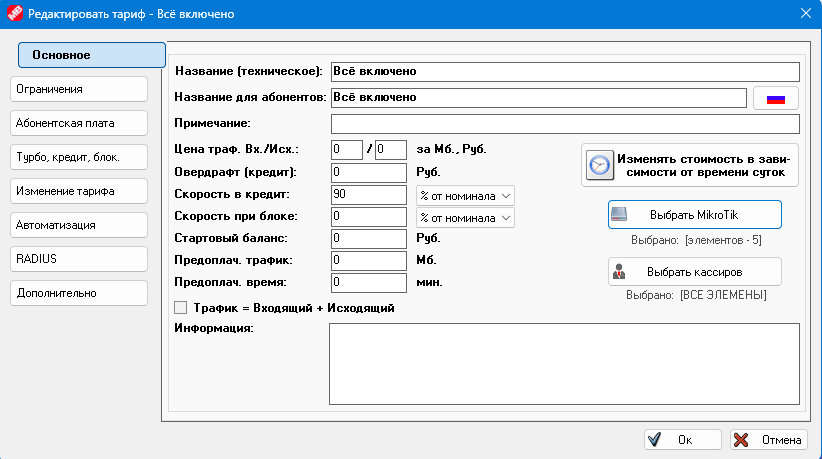 Редактировать тариф - Всё включено
Основное
Ограничения
Абонентская плата
Турбо, кредит, блок.
Изменение тарифа
Автоматизация
RADIUS
Дополнительно
Название (техническое): Всё включено
Название для абонентов: Всё включено
Примечание:
Цена траф. Вх./Исх.: 0 / 0 за Мб., Руб.
Овердрафт (кредит): 0 Руб.
Скорость в кредит: 90 % от номинала
Скорость при блоке: 0 % от номинала
Стартовый баланс: 0 Руб.
Предоплач. трафик: 0 Мб.
Предоплач. время: 0 мин.
Изменять стоимость в зави-
симости от времени суток
Выбрать MikroTik
Выбрано: [элементов - 5]
Выбрать кассиров
Выбрано: [ВСЕ ЭЛЕМЕНЫ]
Трафик = Входящий + Исходящий
Информация:
Ок
Отмена